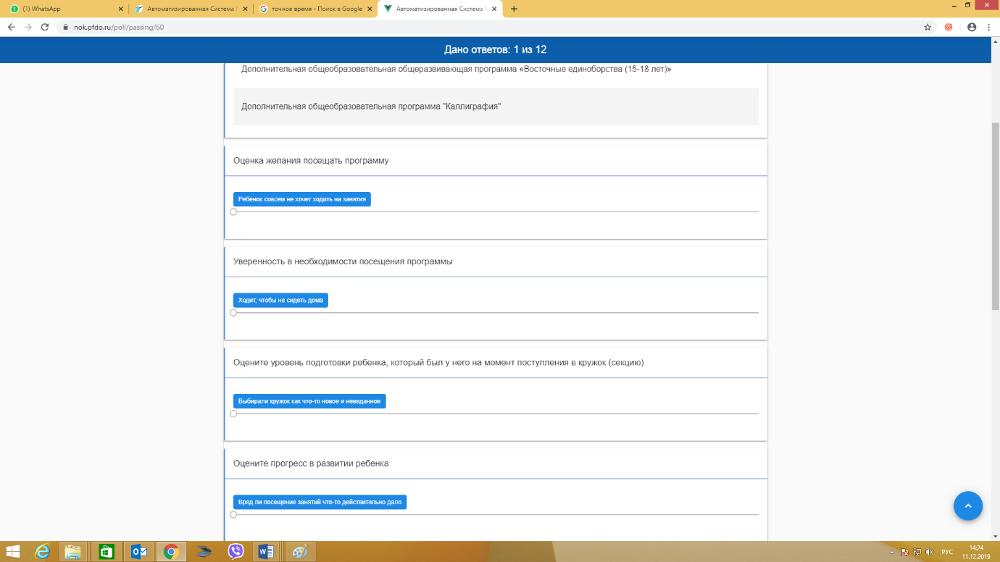 (1) WhatsApp
Автоматизированная Система
точное время - Поиск в Google
Автоматизированная Система
nok.pfdo.ru/poll/passing/60
Дано ответов: 1 из 12
Дополнительная общеобразовательная общеразвивающая программа «Восточные единоборства (15-18 лет)»
Дополнительная общеобразовательная программа "Каллиграфия"
Оценка желания посещать программу
Ребенок совсем не хочет ходить на занятия
Уверенность в необходимости посещения программы
Ходит, чтобы не сидеть дома
Оцените уровень подготовки ребенка, который был у него на момент поступления в кружок (секцию)
Выбирали кружок как что-то новое и неведанное
Оцените прогресс в развитии ребенка
Вряд ли посещение занятий что-то действительно дало
РУС
14:24
11.12.2019